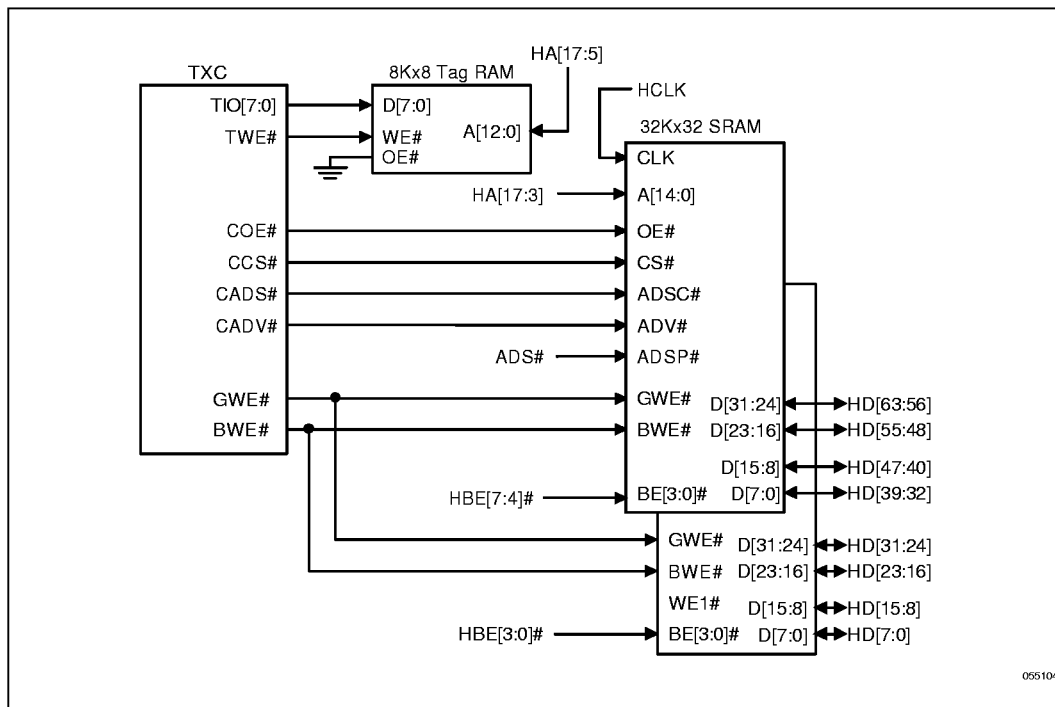 HA[17:5]
TXC
8Kx8 Tag RAM
TIO[7:0]
D[7:0]
HCLK
A[12:0]
TWE#
WE#
32Kx32 SRAM
OE#
CLK
HA[17:3]
A[14:0]
COE#
OE#
CCS#
CS#
CADS#
ADSC#
CADV#
ADV#
ADS#
ADSP#
GWE#
GWE#
D[31:24]
HD[63:56]
BWE#
BWE#
D[23:16]
HD[55:48]
D[15:8]
HD[47:40]
HBE[7:4]#
BE[3:0]#
D[7:0]
HD[39:32]
GWE#
D[31:24]
HD[31:24]
BWE#
D[23:16]
HD[23:16]
WE1#
D[15:8]
HD[15:8]
HBE[3:0]#
BE[3:0]#
D[7:0]
HD[7:0]
055104